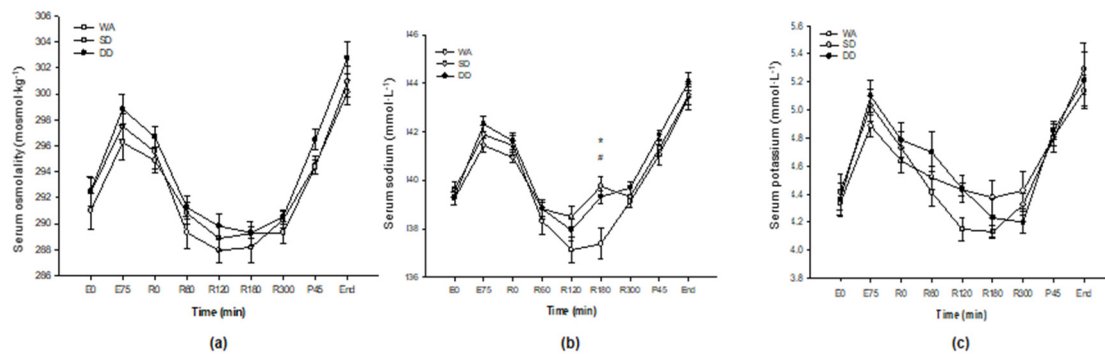 306
304
302
300
298
296
294
292
290
288
286
Serum osmolality (mosmol·kg⁻¹)
WA
SD
DD
E0 E75 R0 R60 R120 R180 R300 P45 End
Time (min)
(a)
146
144
142
140
138
136
Serum sodium (mmol·L⁻¹)
WA
SD
DD
*
#
E0 E75 R0 R60 R120 R180 R300 P45 End
Time (min)
(b)
5.6
5.4
5.2
5.0
4.8
4.6
4.4
4.2
4.0
3.8
Serum potassium (mmol·L⁻¹)
WA
SD
DD
E0 E75 R0 R60 R120 R180 R300 P45 End
Time (min)
(c)